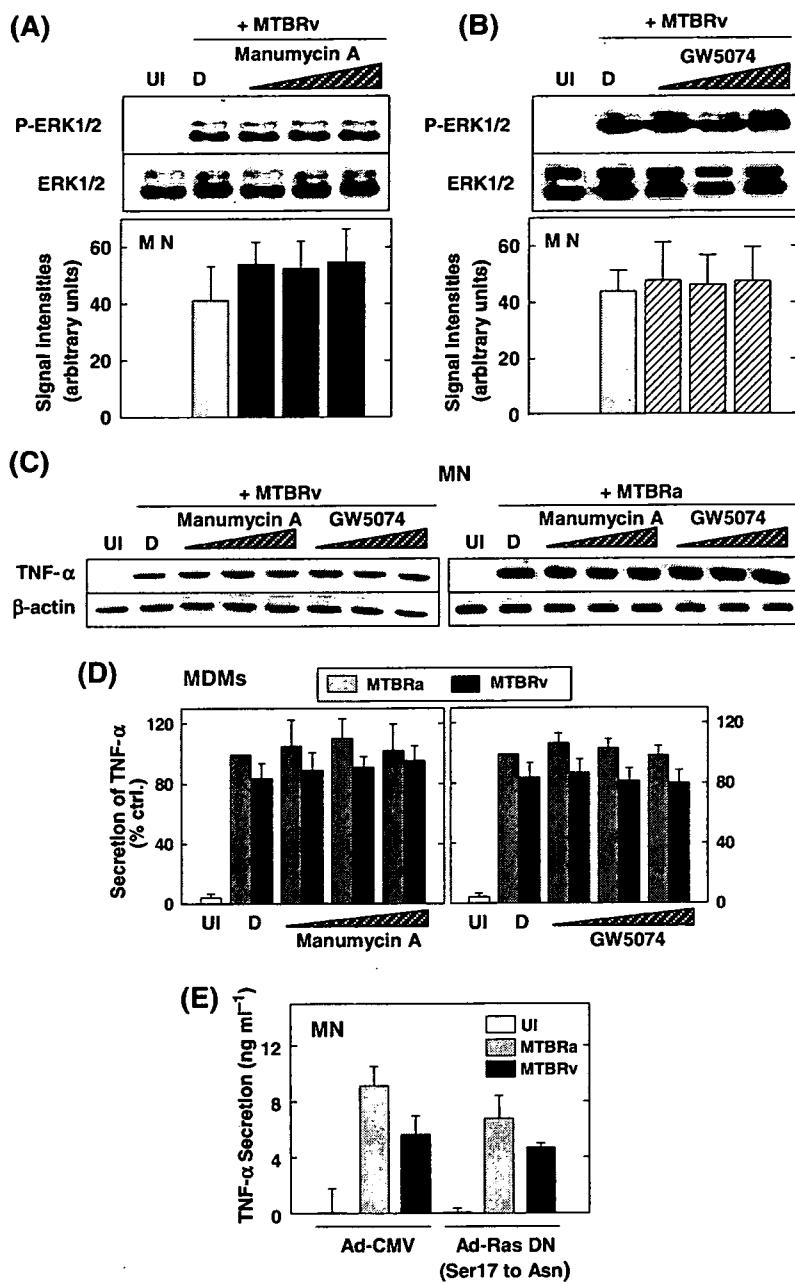 (A)
+ MTBRv
Manumycin A
UI D
P-ERK1/2
ERK1/2
M N
Signal Intensities
(arbitrary units)
60
40
20
0
(B)
+ MTBRv
GW5074
UI D
P-ERK1/2
ERK1/2
M N
Signal Intensities
(arbitrary units)
60
40
20
0
(C)
MN
+ MTBRv
Manumycin A GW5074
UI D
+ MTBRa
Manumycin A GW5074
UI D
TNF-α
β-actin
(D)
MDMs
MTBRa MTBRv
Secretion of TNF-α
(% ctrl.)
120
80
40
0
120
80
40
0
UI D
Manumycin A
UI D
GW5074
(E)
MN
UI
MTBRa
MTBRv
TNF-α Secretion (ng ml⁻¹)
12
8
4
0
Ad-CMV
Ad-Ras DN
(Ser17 to Asn)